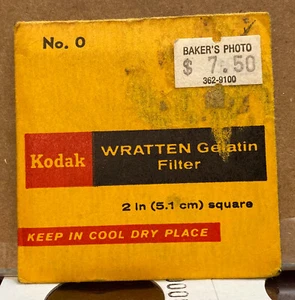 No. 0
BAKER'S PHOTO
$ 7.50
362-9100
Kodak
WRATTEN Gelatin
Filter
2 in (5.1 cm) square
KEEP IN COOL DRY PLACE